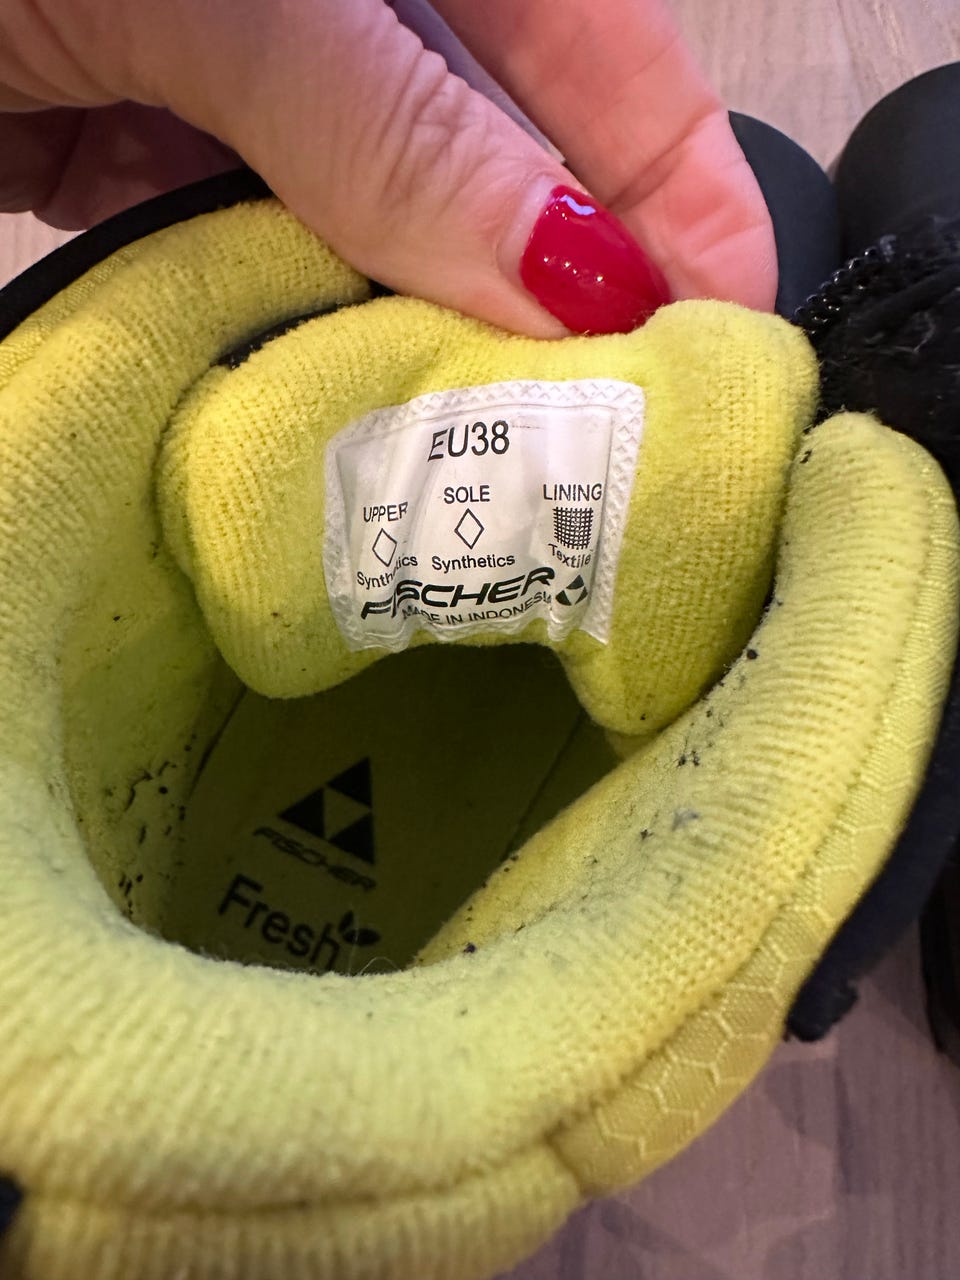 EU38
UPPER SOLE LINING
Synthetics Synthetics Textile
FISCHER
MADE IN INDONESIA
FISCHER
Fresh